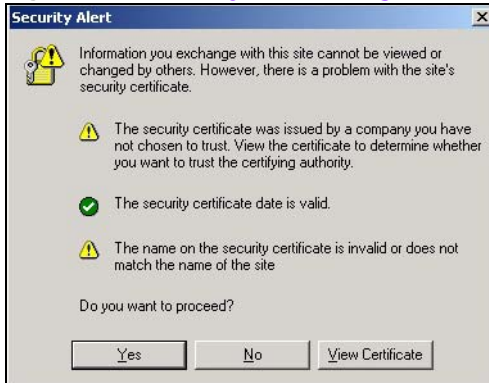 Security Alert
Information you exchange with this site cannot be viewed or
changed by others. However, there is a problem with the site's
security certificate.
The security certificate was issued by a company you have
not chosen to trust. View the certificate to determine whether
you want to trust the certifying authority.
The security certificate date is valid.
The name on the security certificate is invalid or does not
match the name of the site
Do you want to proceed?
Yes No View Certificate